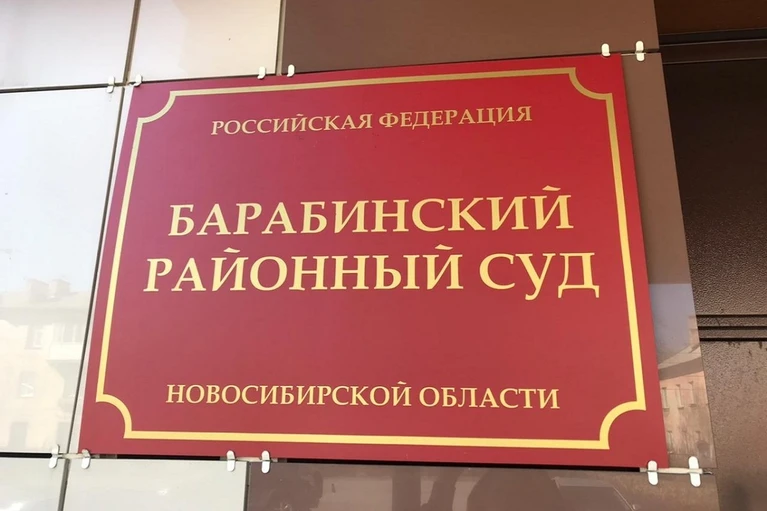 РОССИЙСКАЯ ФЕДЕРАЦИЯ
БАРАБИНСКИЙ
РАЙОННЫЙ СУД
НОВОСИБИРСКОЙ ОБЛАСТИ